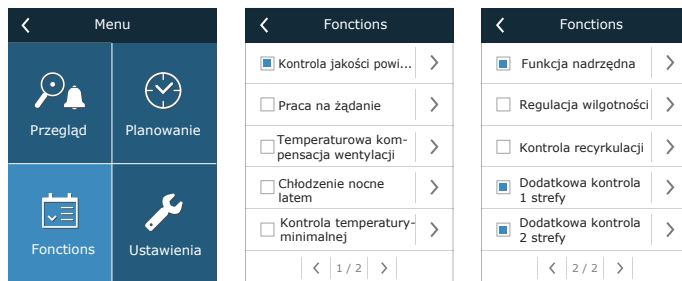 Menu
Przegląd
Planowanie
Fonctions
Ustawienia
Fonctions
Kontrola jakości powi...
Praca na żądanie
Temperaturowa kom-
pensacja wentylacji
Chłodzenie nocne
latem
Kontrola temperatury-
minimalnej
1 / 2
Fonctions
Funkcja nadrzędna
Regulacja wilgotności
Kontrola recyrkulacji
Dodatkowa kontrola
1 strefy
Dodatkowa kontrola
2 strefy
2 / 2